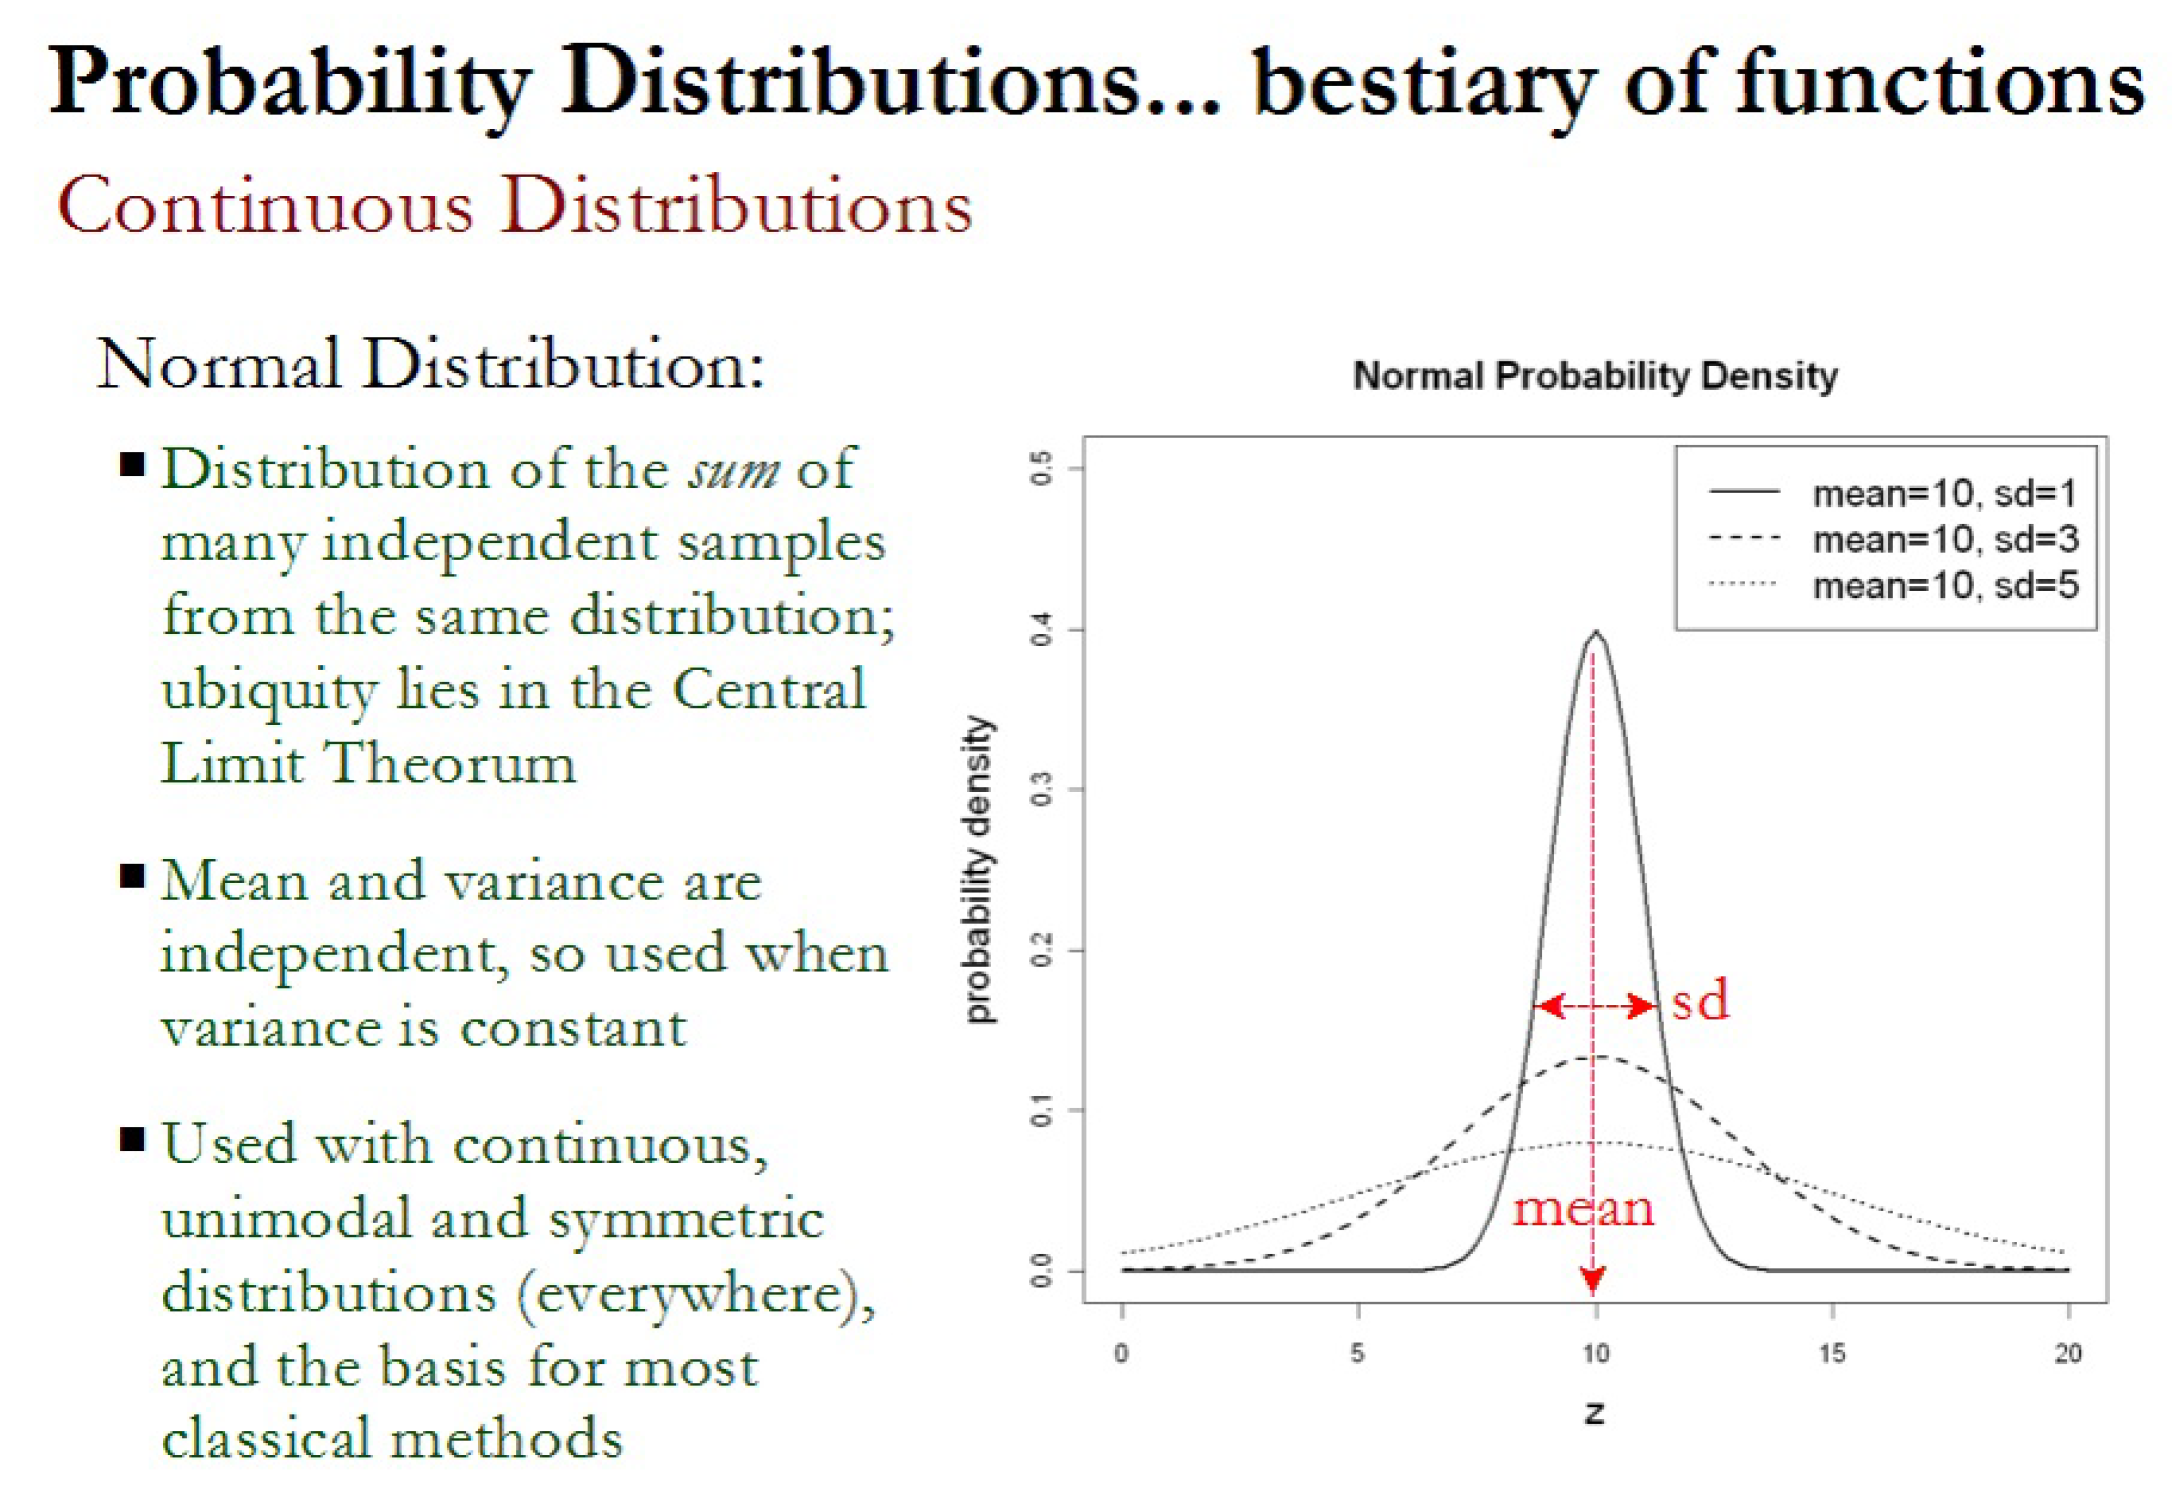 Probability Distributions... bestiary of functions
Continuous Distributions
Normal Distribution:
Distribution of the sum of
many independent samples
from the same distribution;
ubiquity lies in the Central
Limit Theorum
Mean and variance are
independent, so used when
variance is constant
Used with continuous,
unimodal and symmetric
distributions (everywhere),
and the basis for most
classical methods
Normal Probability Density
mean=10, sd=1
mean=10, sd=3
mean=10, sd=5
probability density
0.5
0.4
0.3
0.2
0.1
0.0
sd
mean
0 5 10 15 20
z